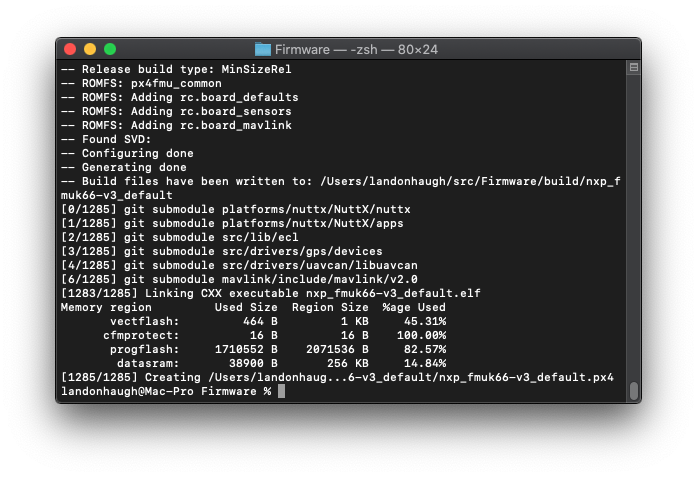 Firmware — -zsh — 80×24
-- Release build type: MinSizeRel
-- ROMFS: px4fmu_common
-- ROMFS: Adding rc.board_defaults
-- ROMFS: Adding rc.board_sensors
-- ROMFS: Adding rc.board_mavlink
-- Found SVD:
-- Configuring done
-- Generating done
-- Build files have been written to: /Users/landonhaugh/src/Firmware/build/nxp_f
muk66-v3_default
[0/1285] git submodule platforms/nuttx/NuttX/nuttx
[1/1285] git submodule platforms/nuttx/NuttX/apps
[2/1285] git submodule src/lib/ecl
[3/1285] git submodule src/drivers/gps/devices
[4/1285] git submodule src/drivers/uavcan/libuavcan
[6/1285] git submodule mavlink/include/mavlink/v2.0
[1283/1285] Linking CXX executable nxp_fmuk66-v3_default.elf
Memory region         Used Size  Region Size  %age Used
       vectflash:         464 B         1 KB     45.31%
      cfmprotect:          16 B         16 B    100.00%
       progflash:     1710552 B    2071536 B     82.57%
        datasram:       38900 B       256 KB     14.84%
[1285/1285] Creating /Users/landonhaug...6-v3_default/nxp_fmuk66-v3_default.px4
landonhaugh@Mac-Pro Firmware %